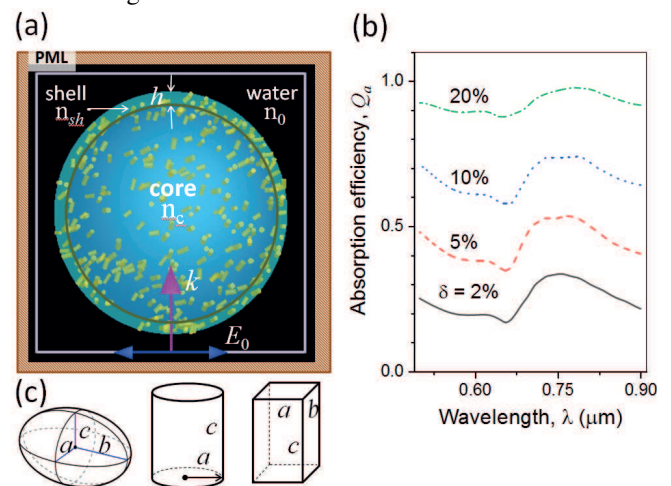 (a)
PML
shell
n_sh
h
water
n_0
core
n_c
k
E_0
(b)
Absorption efficiency, Q_a
1.0
0.5
0.0
20%
10%
5%
δ = 2%
0.60
0.75
0.90
Wavelength, λ (μm)
(c)
a
c
b
c
a
a
b
c